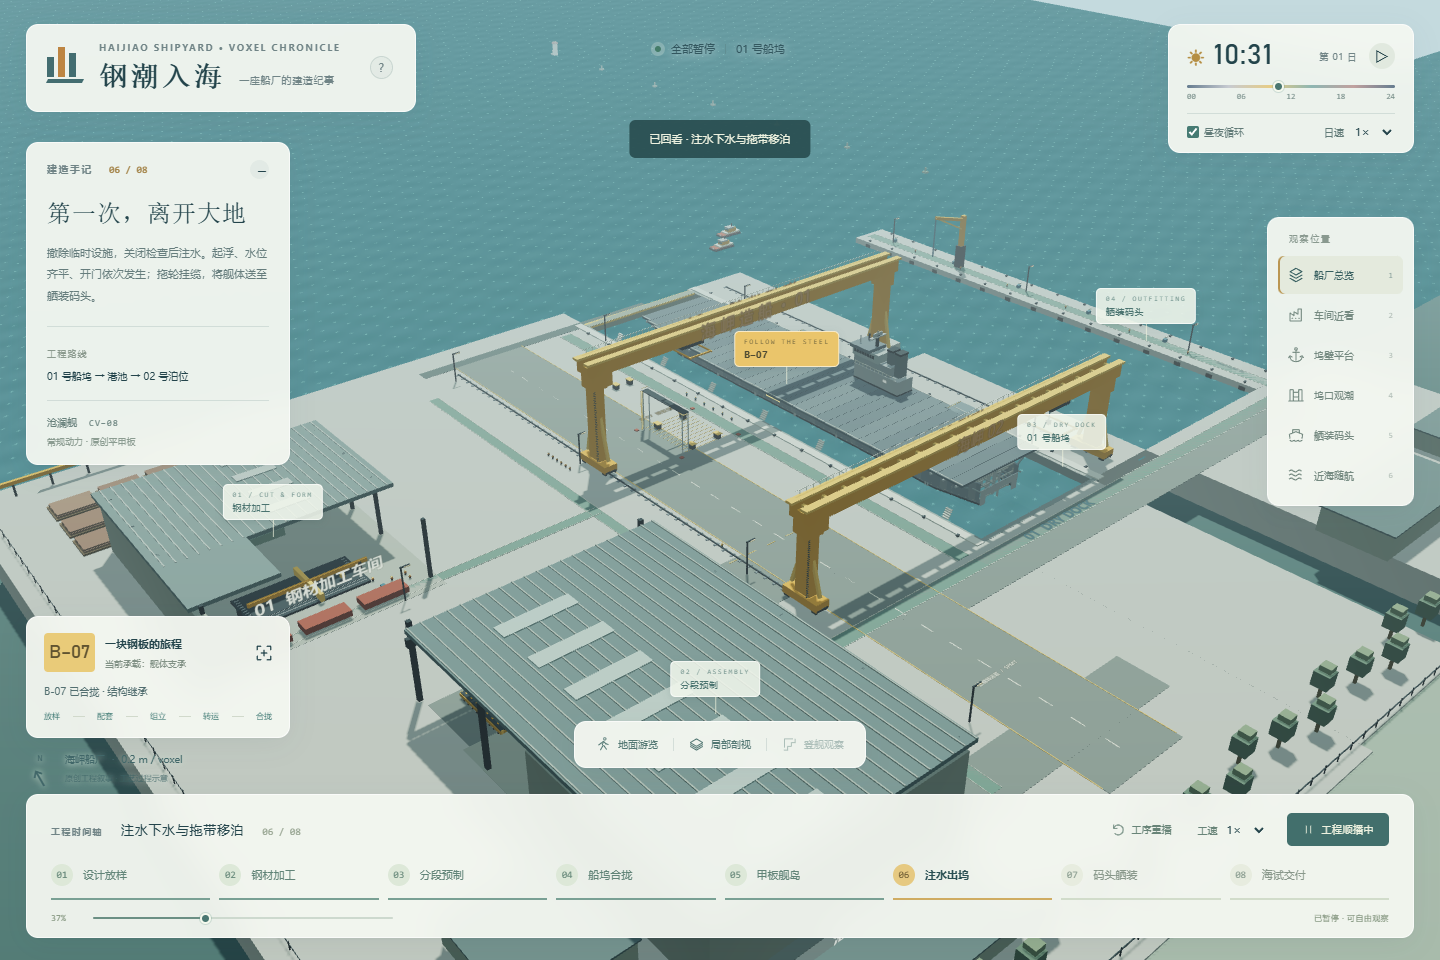 HAIJIAO SHIPYARD • VOXEL CHRONICLE
钢潮入海
一座船厂的建造纪事
?
全部暂停
01 号船坞
已回看 · 注水下水与拖带移泊
10:31
第 01 日
00 06 12 18 24
昼夜循环
日速 1×
建造手记 06 / 08
第一次，离开大地
撤除临时设施，关闭检查后注水。起浮、水位
齐平、开门依次发生；拖轮挂缆，将舰体送至
舾装码头。
工程路线
01 号船坞 → 港池 → 02 号泊位
沧澜舰 CV-08
常规动力 · 原创平甲板
观察位置
船厂总览 1
车间近看 2
坞壁平台 3
坞口观潮 4
舾装码头 5
近海随航 6
FOLLOW THE STEEL
B-07
04 / OUTFITTING
舾装码头
03 / DRY DOCK
01 号船坞
01 / CUT & FORM
钢材加工
01 钢材加工车间
02 / ASSEMBLY
分段预制
B-07
一块钢板的旅程
当前承载：舰体支承
B-07 已合拢 · 结构继承
放样 — 配套 — 组立 — 转运 — 合拢
N
地面游览
局部剖视
登舰观察
工程时间轴
注水下水与拖带移泊
06 / 08
工序重播
工速 1×
工程顺播中
01 设计放样
02 钢材加工
03 分段预制
04 船坞合拢
05 甲板舰岛
06 注水出坞
07 码头舾装
08 海试交付
37%
已暂停 · 可自由观察